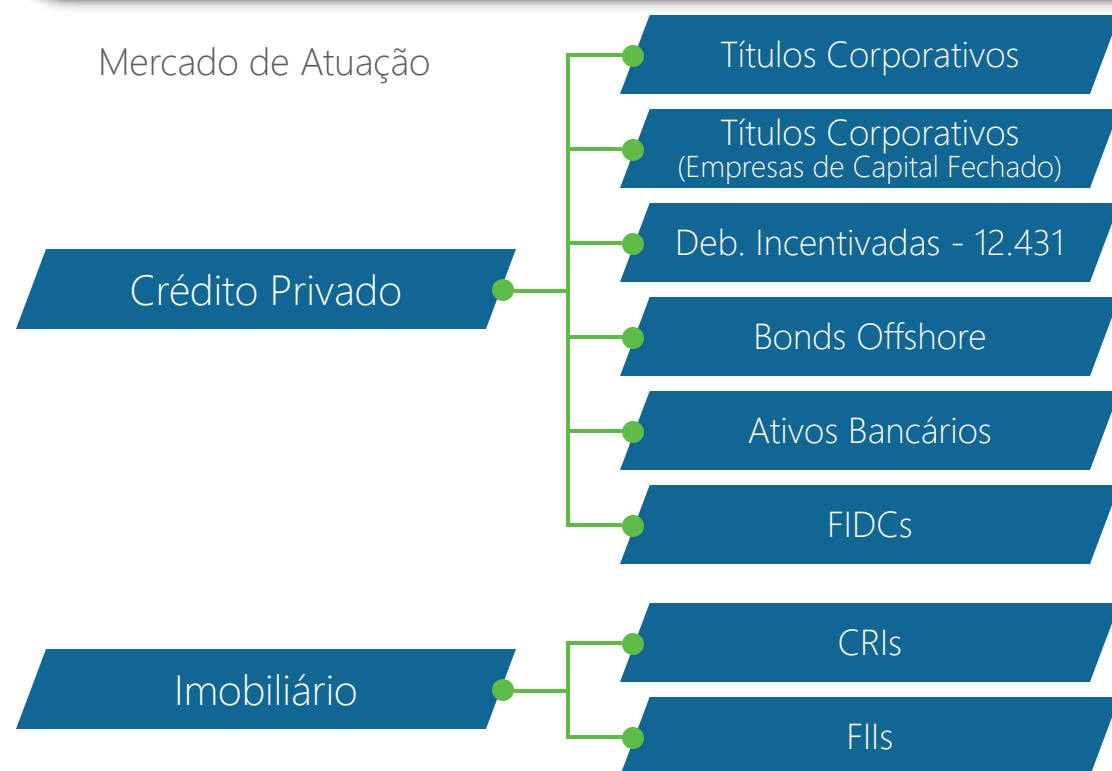 Mercado de Atuação
Títulos Corporativos
Títulos Corporativos
(Empresas de Capital Fechado)
Deb. Incentivadas - 12.431
Crédito Privado
Bonds Offshore
Ativos Bancários
FIDCs
CRIs
Imobiliário
FIIs